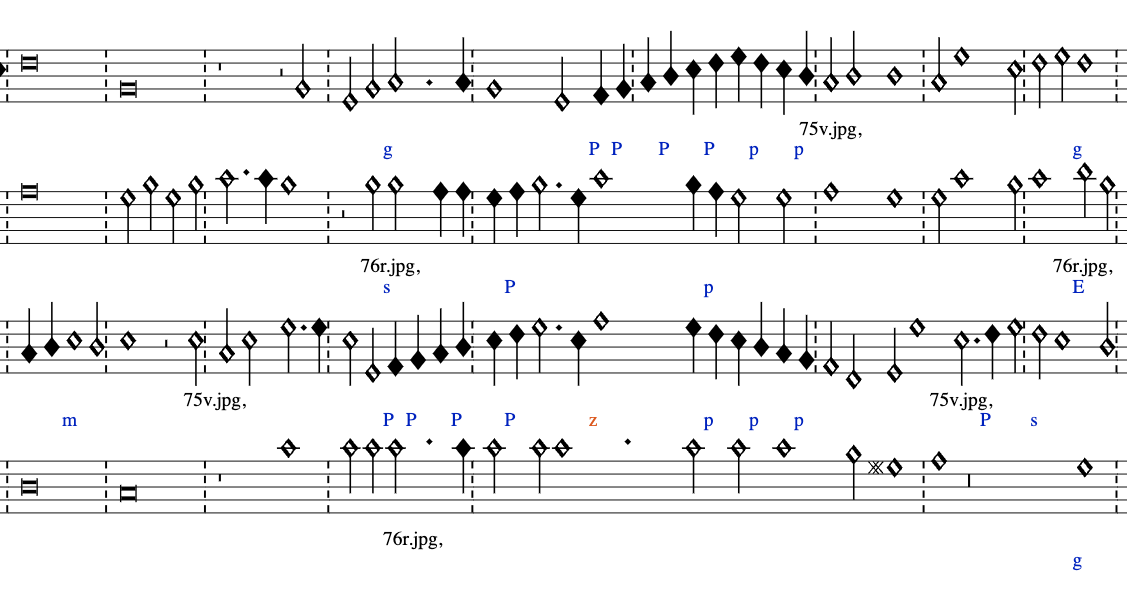 75v.jpg,
g P P P P p p g
76r.jpg, 76r.jpg,
s P p E
75v.jpg, 75v.jpg,
m P P P P z p p p P s
76r.jpg,
g